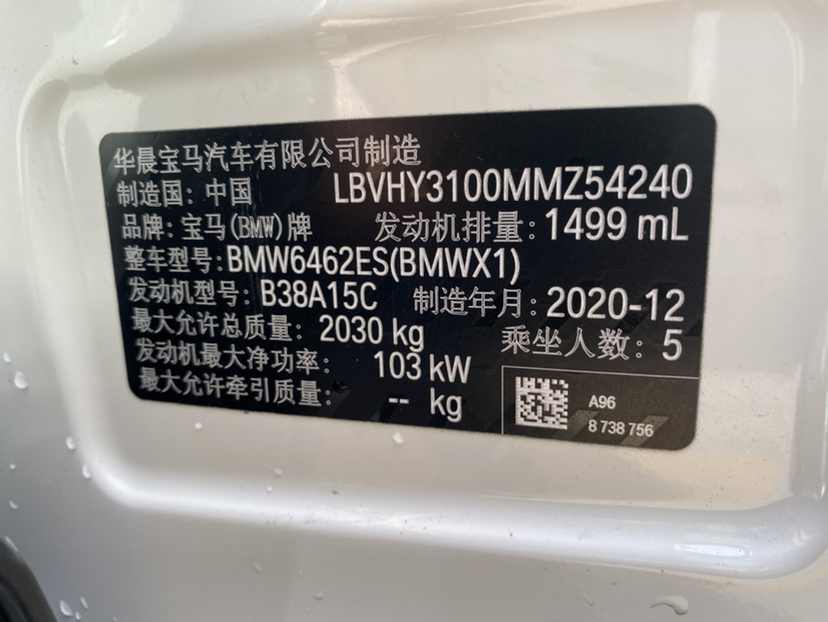 华晨宝马汽车有限公司制造
制造国: 中国 LBVHY3100MMZ54240
品牌: 宝马(BMW)牌 发动机排量: 1499 mL
整车型号: BMW6462ES(BMWX1)
发动机型号: B38A15C 制造年月: 2020-12
最大允许总质量: 2030 kg 乘坐人数: 5
发动机最大净功率: 103 kW
最大允许牵引质量: -- kg
A96
8 738 756